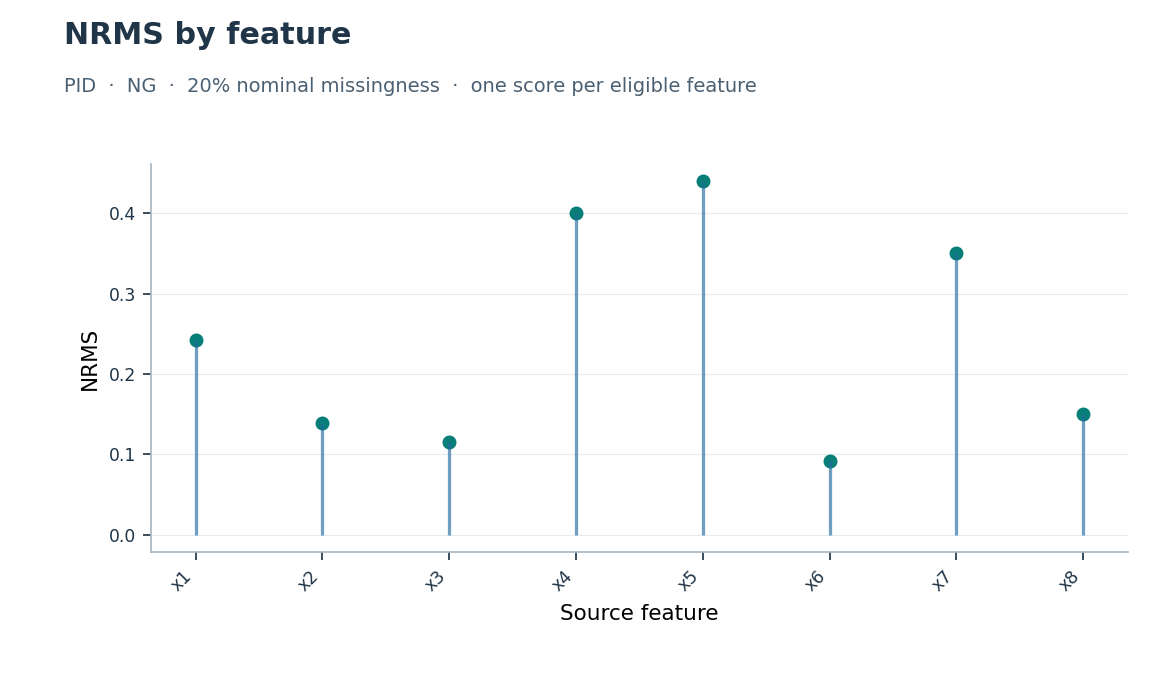 NRMS by feature
PID · NG · 20% nominal missingness · one score per eligible feature
NRMS
0.4
0.3
0.2
0.1
0.0
x1 x2 x3 x4 x5 x6 x7 x8
Source feature